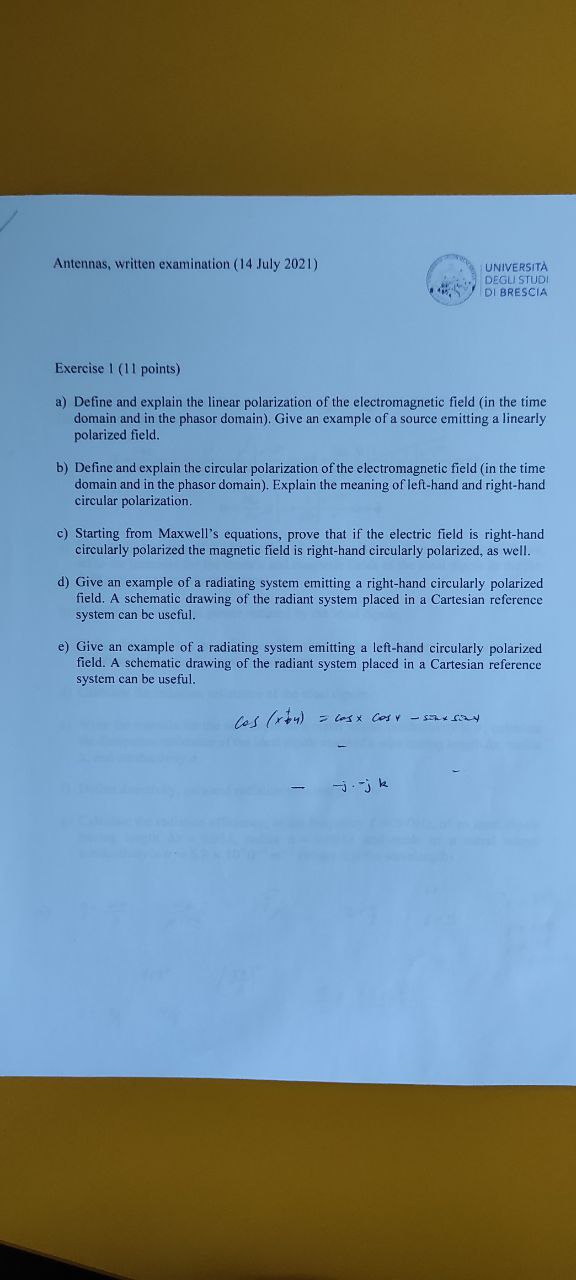 Antennas, written examination (14 July 2021)
UNIVERSITÀ
DEGLI STUDI
DI BRESCIA
Exercise 1 (11 points)
a) Define and explain the linear polarization of the electromagnetic field (in the time
domain and in the phasor domain). Give an example of a source emitting a linearly
polarized field.
b) Define and explain the circular polarization of the electromagnetic field (in the time
domain and in the phasor domain). Explain the meaning of left-hand and right-hand
circular polarization.
c) Starting from Maxwell's equations, prove that if the electric field is right-hand
circularly polarized the magnetic field is right-hand circularly polarized, as well.
d) Give an example of a radiating system emitting a right-hand circularly polarized
field. A schematic drawing of the radiant system placed in a Cartesian reference
system can be useful.
e) Give an example of a radiating system emitting a left-hand circularly polarized
field. A schematic drawing of the radiant system placed in a Cartesian reference
system can be useful.
cos (x+y) = cosx cosy - sinx siny
- -j.-jk